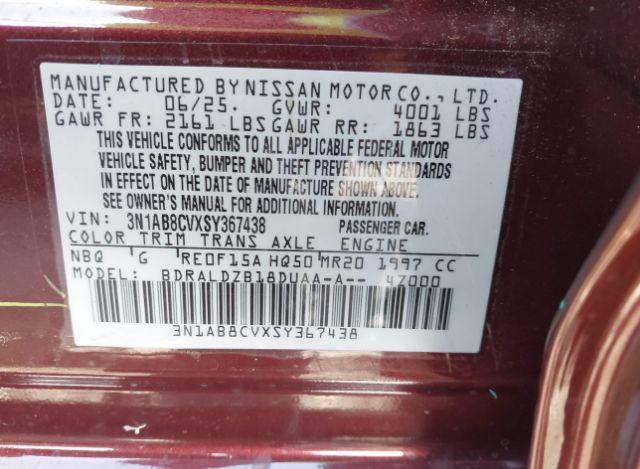 MANUFACTURED BY NISSAN MOTOR CO., LTD.
DATE: 06/25. GVWR: 4001 LBS
GAWR FR: 2161 LBS GAWR RR: 1863 LBS
THIS VEHICLE CONFORMS TO ALL APPLICABLE FEDERAL MOTOR
VEHICLE SAFETY, BUMPER AND THEFT PREVENTION STANDARDS
IN EFFECT ON THE DATE OF MANUFACTURE SHOWN ABOVE.
SEE OWNER'S MANUAL FOR ADDITIONAL INFORMATION.
VIN: 3N1AB8CVXSY367438 PASSENGER CAR.
COLOR TRIM TRANS AXLE ENGINE
NBQ G RE0F15A HQ50 MR20 1997 CC
MODEL: BDRALDZB18DUAA-A-- 4Z000
3N1AB8CVXSY367438